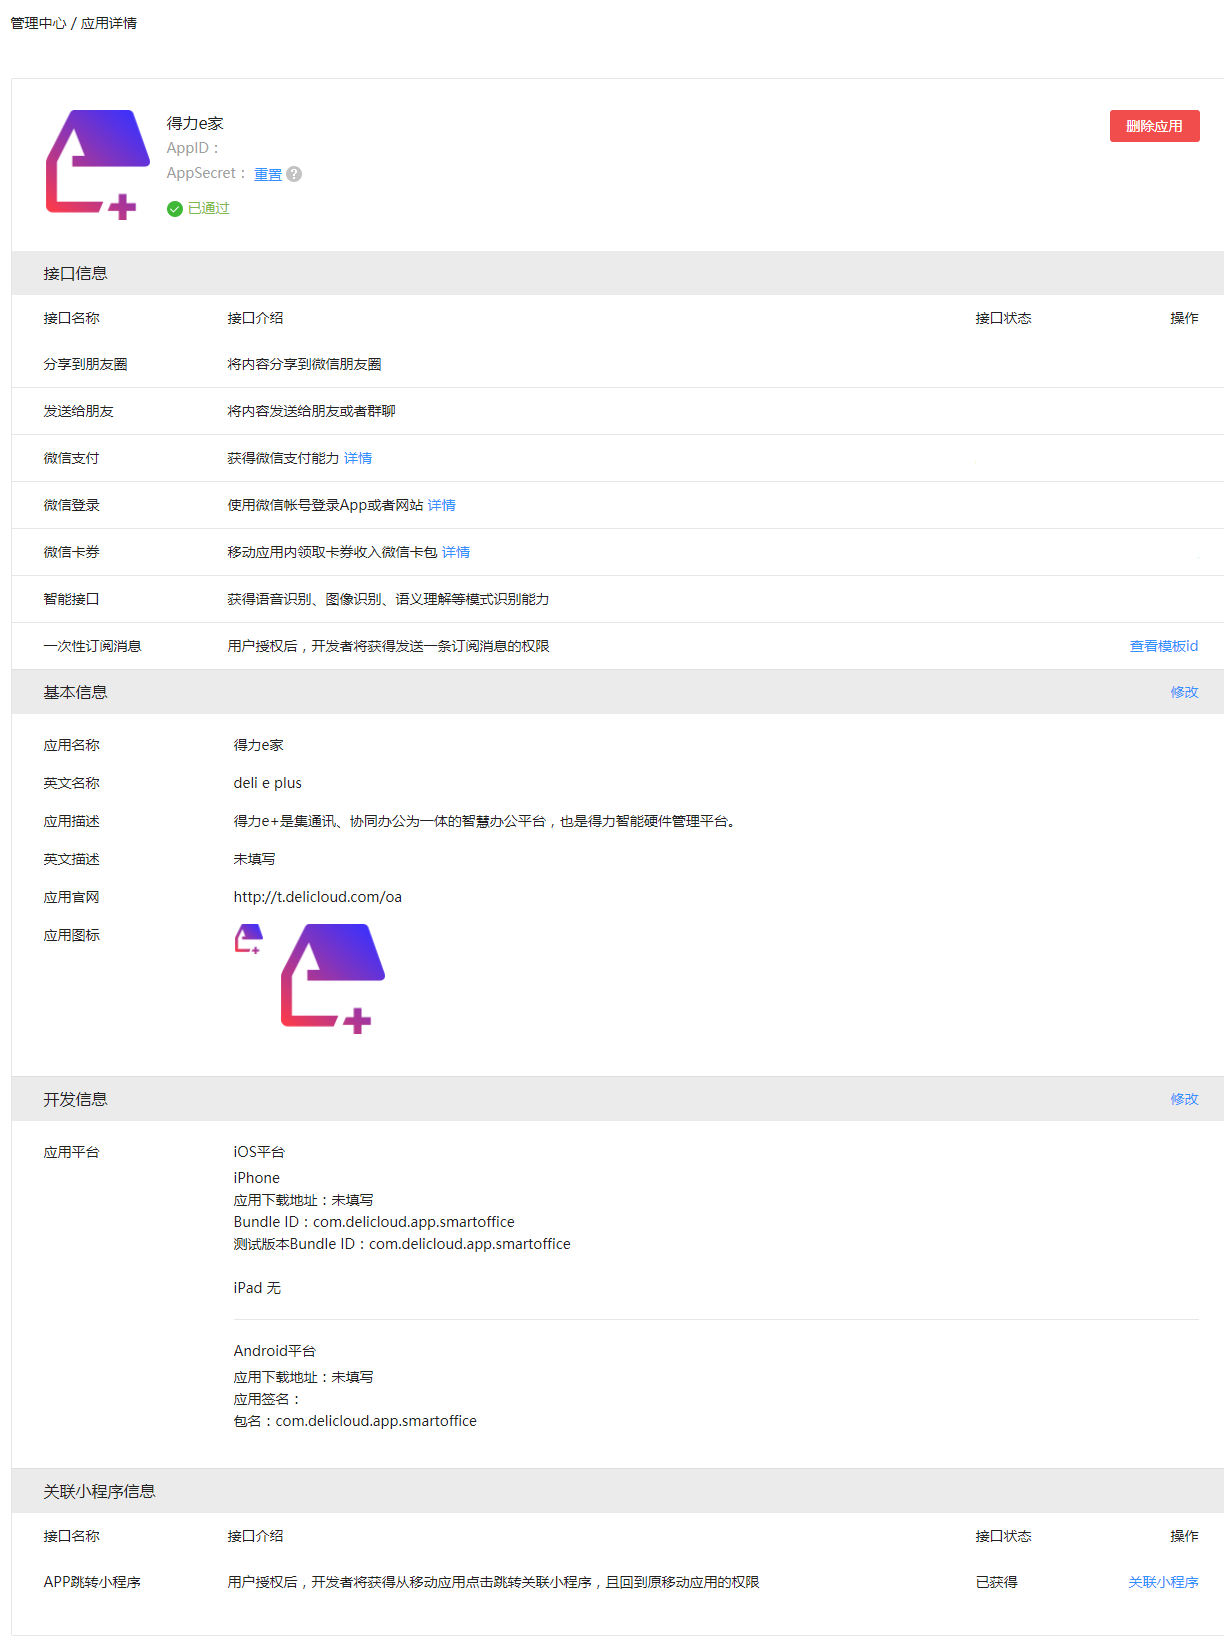 管理中心 / 应用详情
得力e家
删除应用
AppID：
AppSecret： 重置 ?
已通过
接口信息
接口名称 接口介绍 接口状态 操作
分享到朋友圈 将内容分享到微信朋友圈
发送给朋友 将内容发送给朋友或者群聊
微信支付 获得微信支付能力 详情
微信登录 使用微信帐号登录App或者网站 详情
微信卡券 移动应用内领取卡券收入微信卡包 详情
智能接口 获得语音识别、图像识别、语义理解等模式识别能力
一次性订阅消息 用户授权后，开发者将获得发送一条订阅消息的权限 查看模板id
基本信息 修改
应用名称 得力e家
英文名称 deli e plus
应用描述 得力e+是集通讯、协同办公为一体的智慧办公平台，也是得力智能硬件管理平台。
英文描述 未填写
应用官网 http://t.delicloud.com/oa
应用图标
开发信息 修改
应用平台 iOS平台
iPhone
应用下载地址：未填写
Bundle ID：com.delicloud.app.smartoffice
测试版本Bundle ID：com.delicloud.app.smartoffice
iPad 无
Android平台
应用下载地址：未填写
应用签名：
包名：com.delicloud.app.smartoffice
关联小程序信息
接口名称 接口介绍 接口状态 操作
APP跳转小程序 用户授权后，开发者将获得从移动应用点击跳转关联小程序，且回到原移动应用的权限 已获得 关联小程序